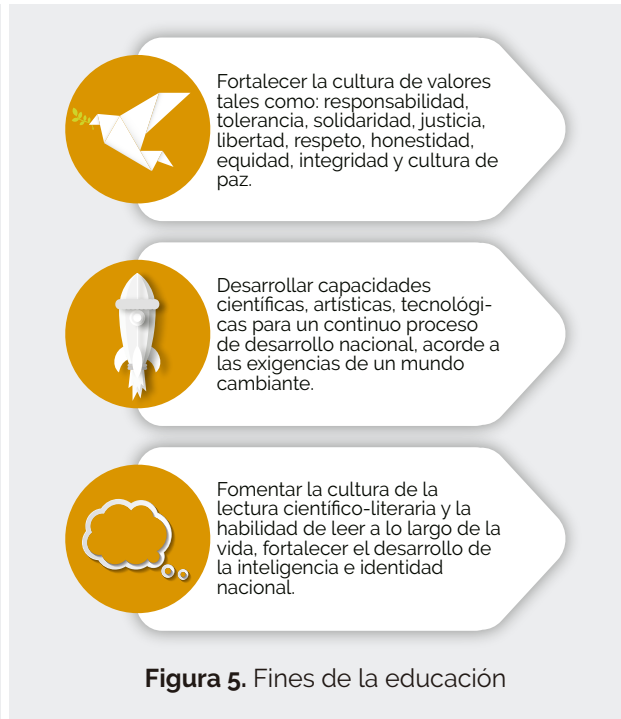 Fortalecer la cultura de valores
tales como: responsabilidad,
tolerancia, solidaridad, justicia,
libertad, respeto, honestidad,
equidad, integridad y cultura de
paz.
Desarrollar capacidades
científicas, artísticas, tecnológi-
cas para un continuo proceso
de desarrollo nacional, acorde a
las exigencias de un mundo
cambiante.
Fomentar la cultura de la
lectura científico-literaria y la
habilidad de leer a lo largo de la
vida, fortalecer el desarrollo de
la inteligencia e identidad
nacional.
Figura 5. Fines de la educación